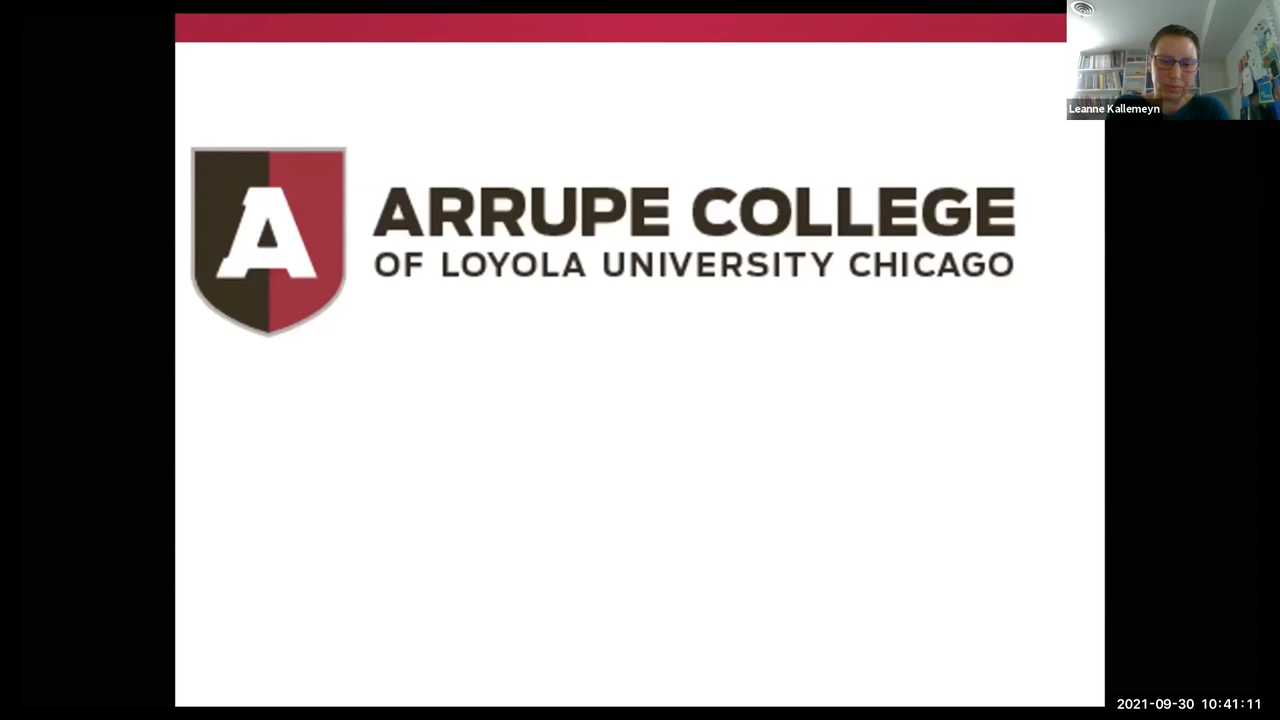 Leanne Kallemeyn
A
ARRUPE COLLEGE
OF LOYOLA UNIVERSITY CHICAGO
2021-09-30 10:41:11